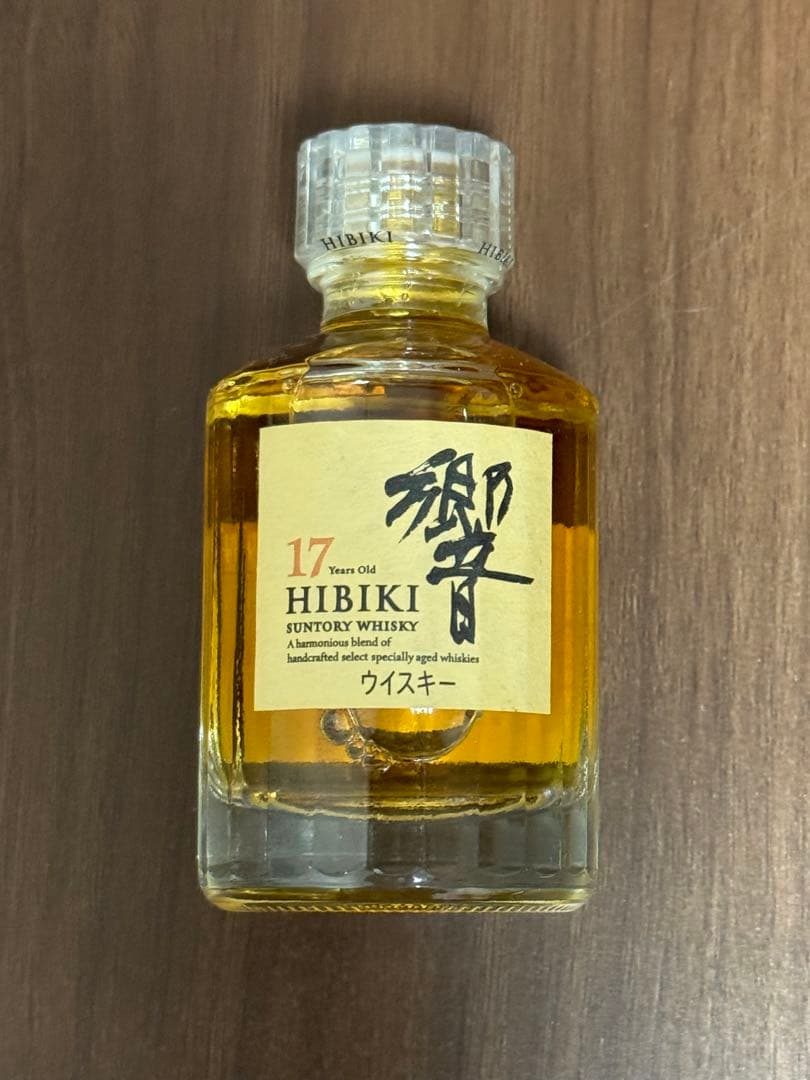 HIBIKI HIBIKI
響
17 Years Old
HIBIKI
SUNTORY WHISKY
A harmonious blend of
handcrafted select specially aged whiskies
ウイスキー